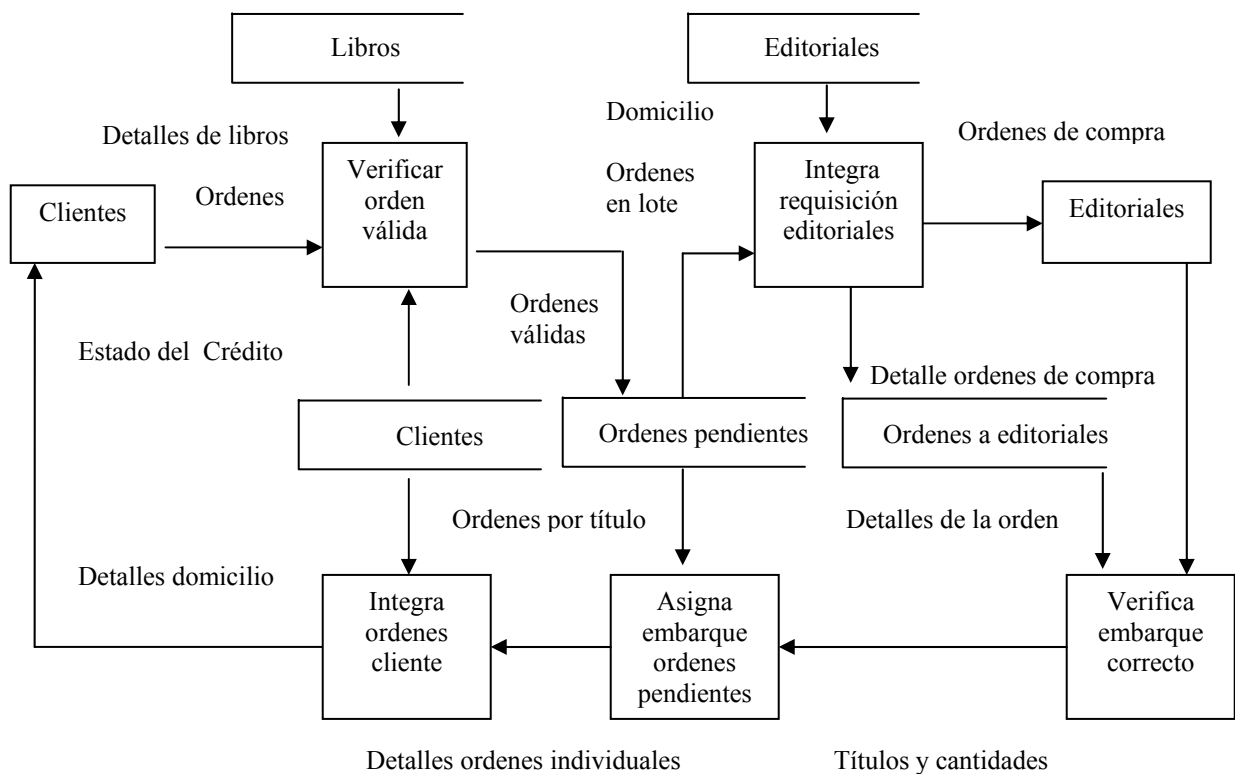 Libros
Editoriales
Detalles de libros
Domicilio
Ordenes de compra
Verificar
orden
válida
Ordenes
en lote
Integra
requisición
editoriales
Clientes
Ordenes
Editoriales
Ordenes
válidas
Estado del Crédito
Detalle ordenes de compra
Clientes
Ordenes pendientes
Ordenes a editoriales
Ordenes por título
Detalles de la orden
Detalles domicilio
Integra
ordenes
cliente
Asigna
embarque
ordenes
pendientes
Verifica
embarque
correcto
Detalles ordenes individuales
Títulos y cantidades